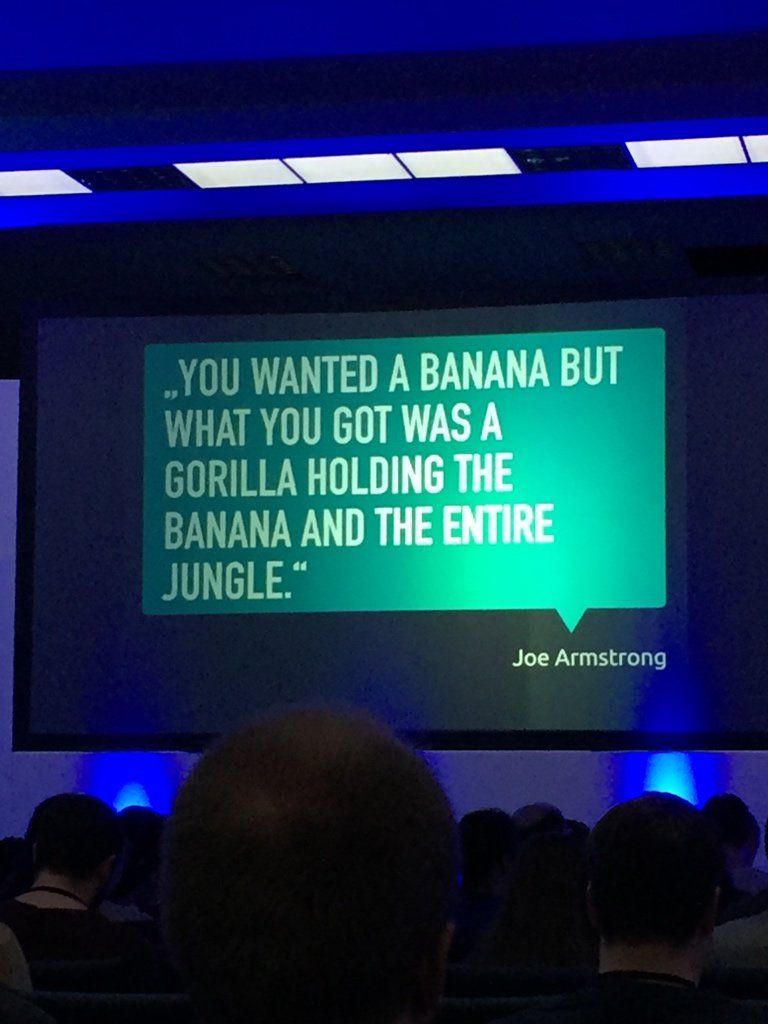 „YOU WANTED A BANANA BUT
WHAT YOU GOT WAS A
GORILLA HOLDING THE
BANANA AND THE ENTIRE
JUNGLE.“
Joe Armstrong